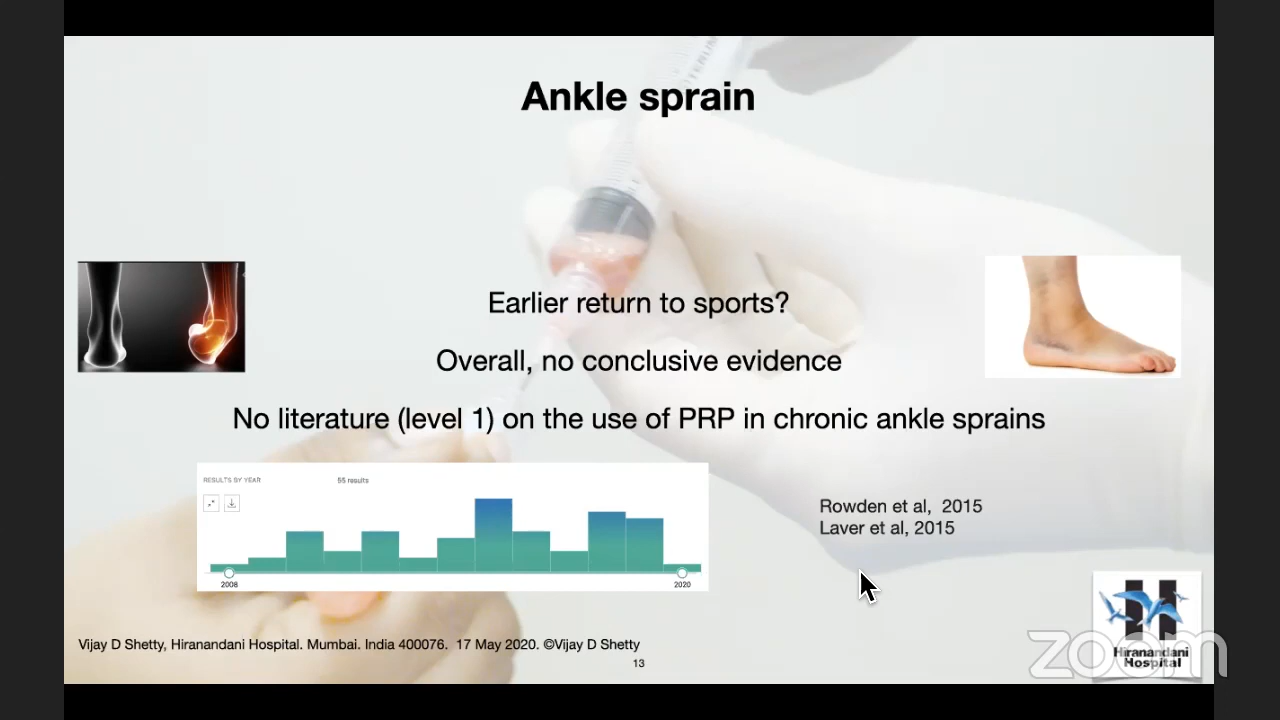 Ankle sprain
Earlier return to sports?
Overall, no conclusive evidence
No literature (level 1) on the use of PRP in chronic ankle sprains
RESULTS BY YEAR
55 results
2008
2020
Rowden et al, 2015
Laver et al, 2015
Vijay D Shetty, Hiranandani Hospital. Mumbai. India 400076. 17 May 2020. ©Vijay D Shetty
13
H
Hiranandani
Hospital
zoom